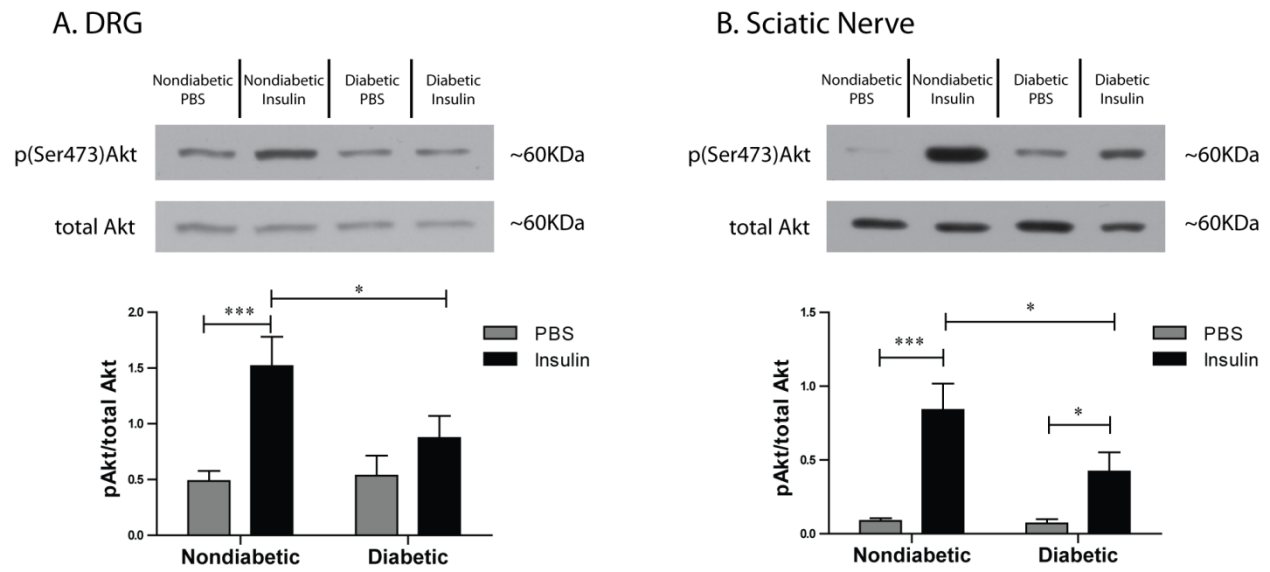 A. DRG
Nondiabetic PBS
Nondiabetic Insulin
Diabetic PBS
Diabetic Insulin
p(Ser473)Akt
~60KDa
total Akt
~60KDa
***
*
2.0
1.5
1.0
0.5
0.0
pAkt/total Akt
PBS
Insulin
Nondiabetic
Diabetic
B. Sciatic Nerve
Nondiabetic PBS
Nondiabetic Insulin
Diabetic PBS
Diabetic Insulin
p(Ser473)Akt
~60KDa
total Akt
~60KDa
***
*
*
1.5
1.0
0.5
0.0
pAkt/total Akt
PBS
Insulin
Nondiabetic
Diabetic